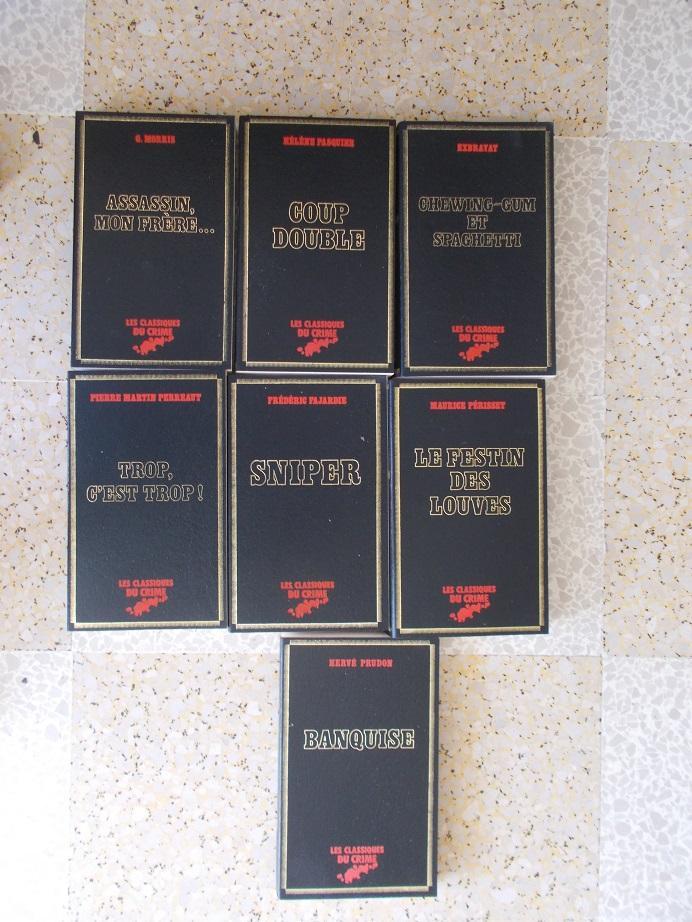 G. MORRIS
ASSASSIN,
MON FRÈRE...
LES CLASSIQUES
DU CRIME
HÉLÈNE PASQUIER
COUP
DOUBLE
LES CLASSIQUES
DU CRIME
EXBRAYAT
CHEWING-GUM
ET
SPAGHETTI
LES CLASSIQUES
DU CRIME
PIERRE MARTIN PERREAUT
TROP,
C'EST TROP !
LES CLASSIQUES
DU CRIME
FRÉDÉRIC FAJARDIE
SNIPER
LES CLASSIQUES
DU CRIME
MAURICE PÉRISSET
LE FESTIN
DES
LOUVES
LES CLASSIQUES
DU CRIME
HERVÉ PRUDON
BANQUISE
LES CLASSIQUES
DU CRIME